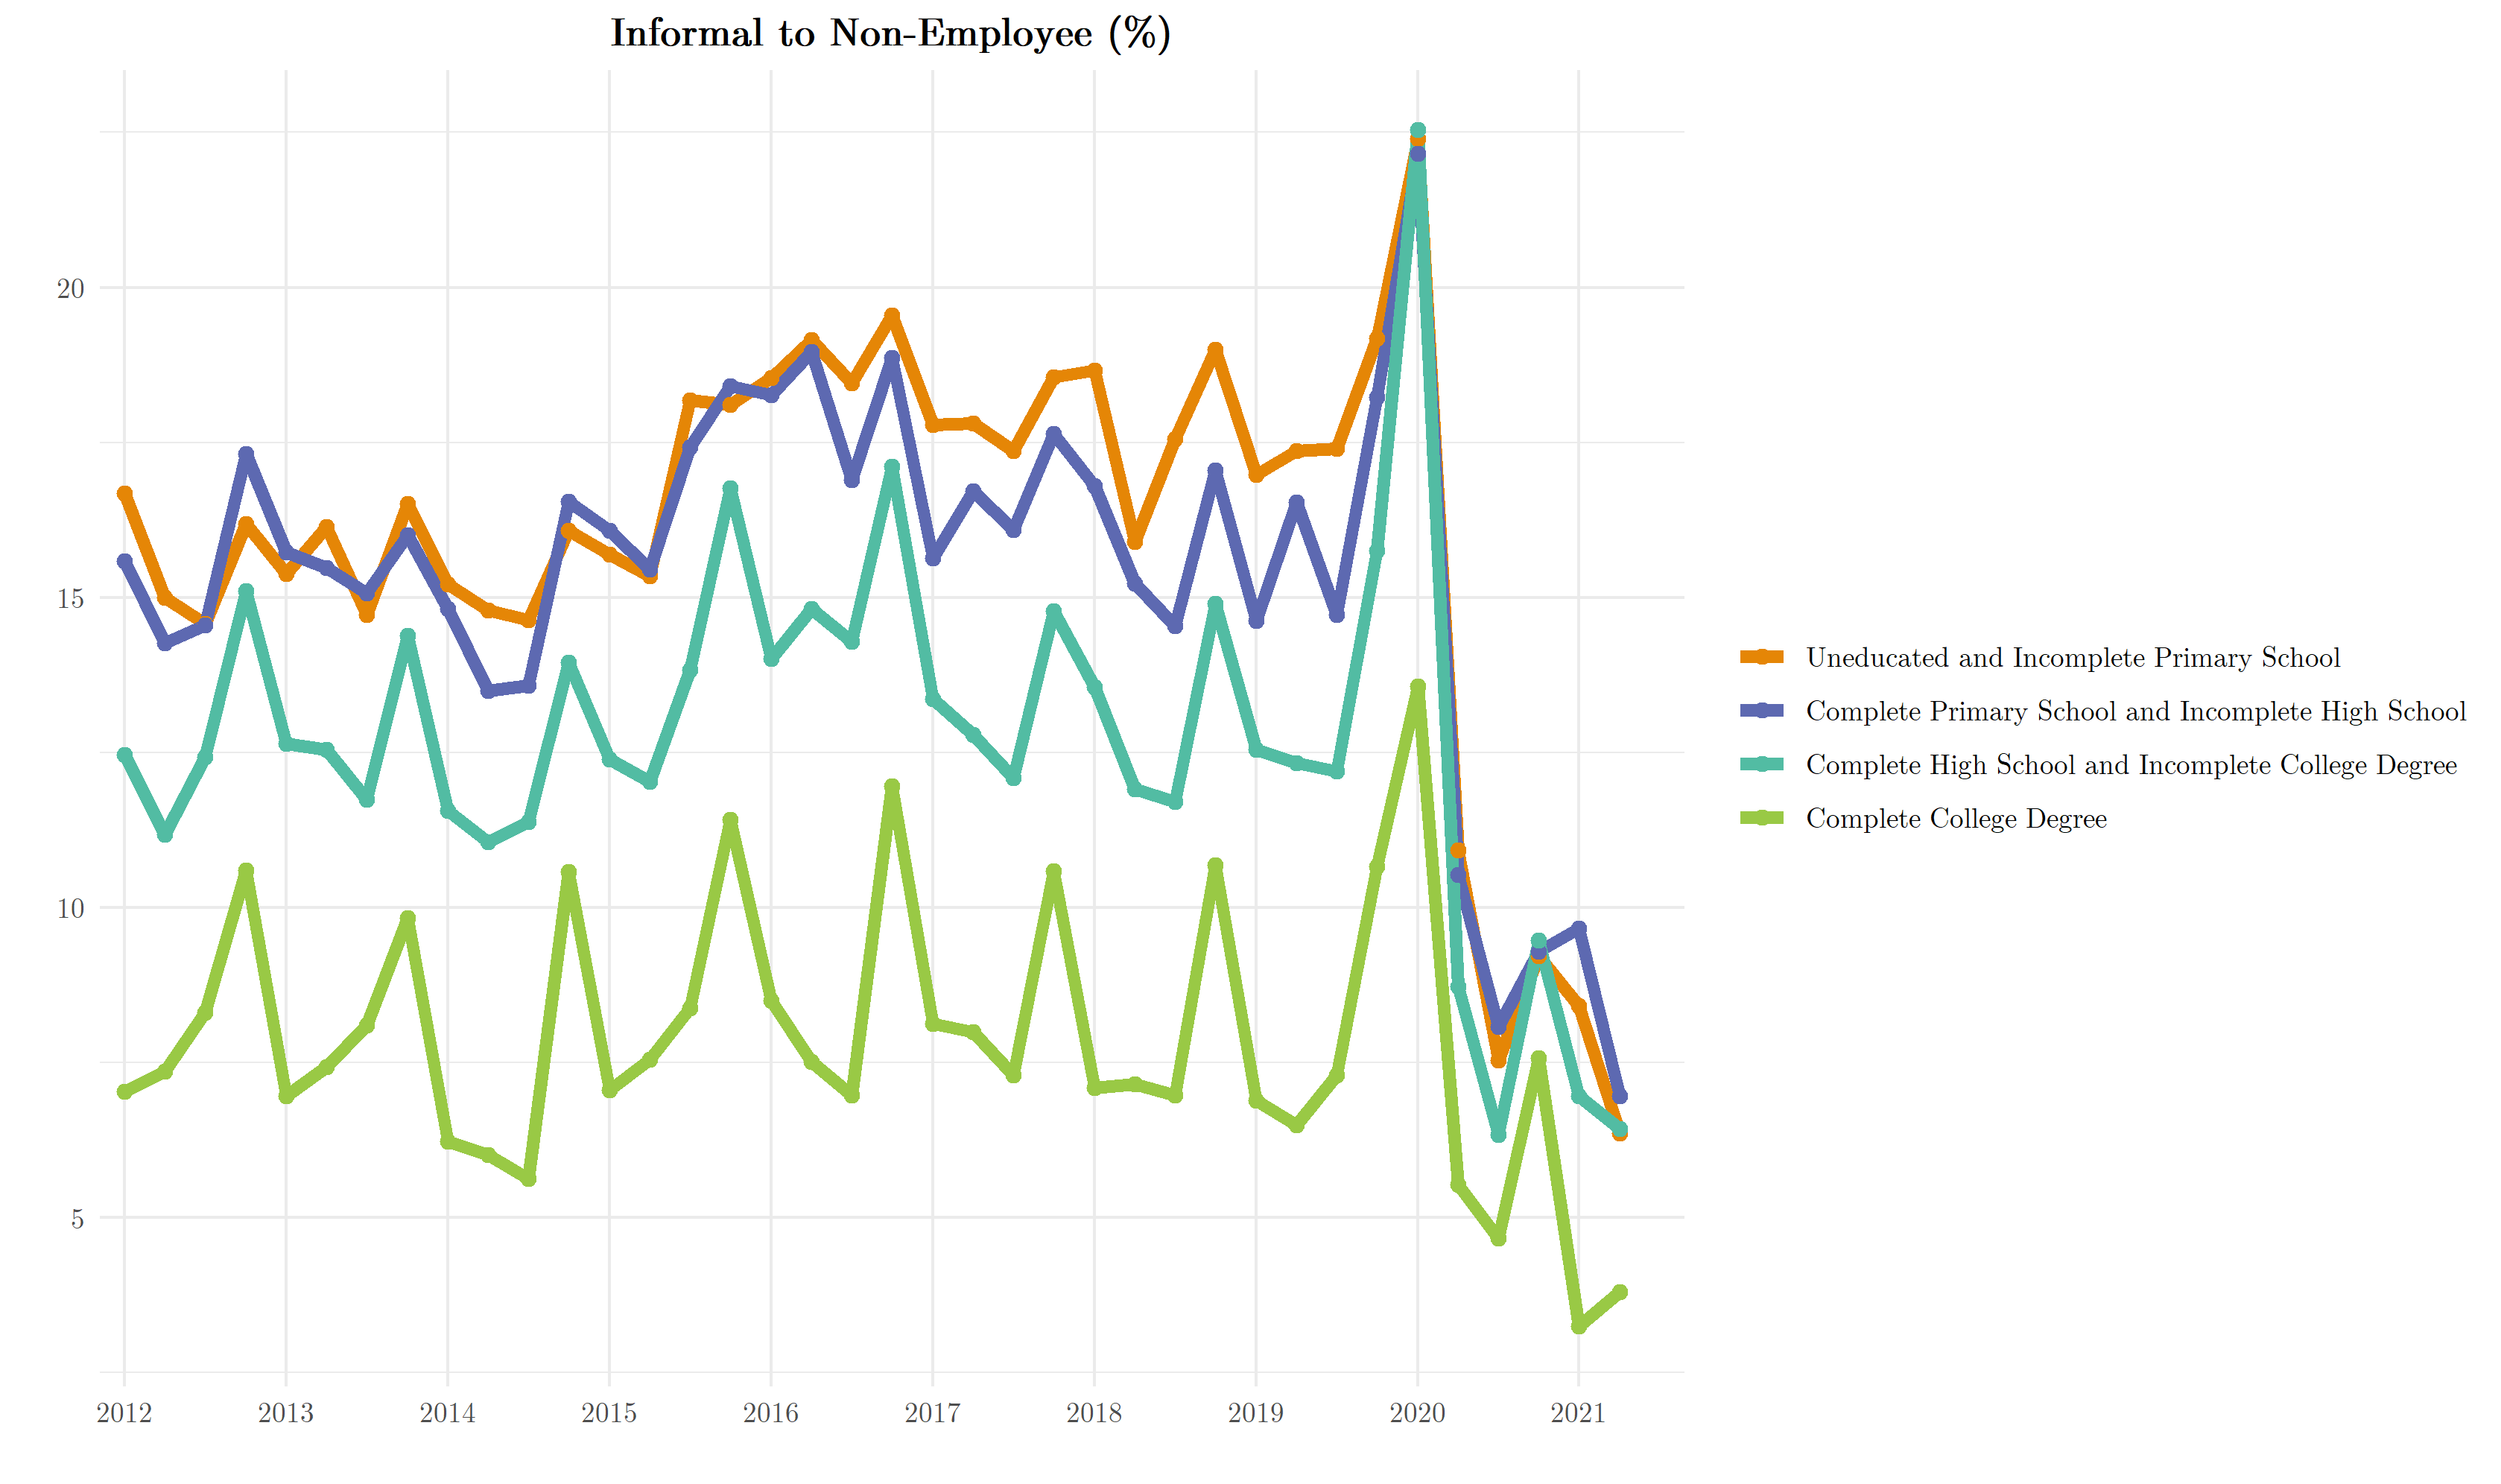 Informal to Non-Employee (%)
20
15
10
5
2012 2013 2014 2015 2016 2017 2018 2019 2020 2021
Uneducated and Incomplete Primary School
Complete Primary School and Incomplete High School
Complete High School and Incomplete College Degree
Complete College Degree